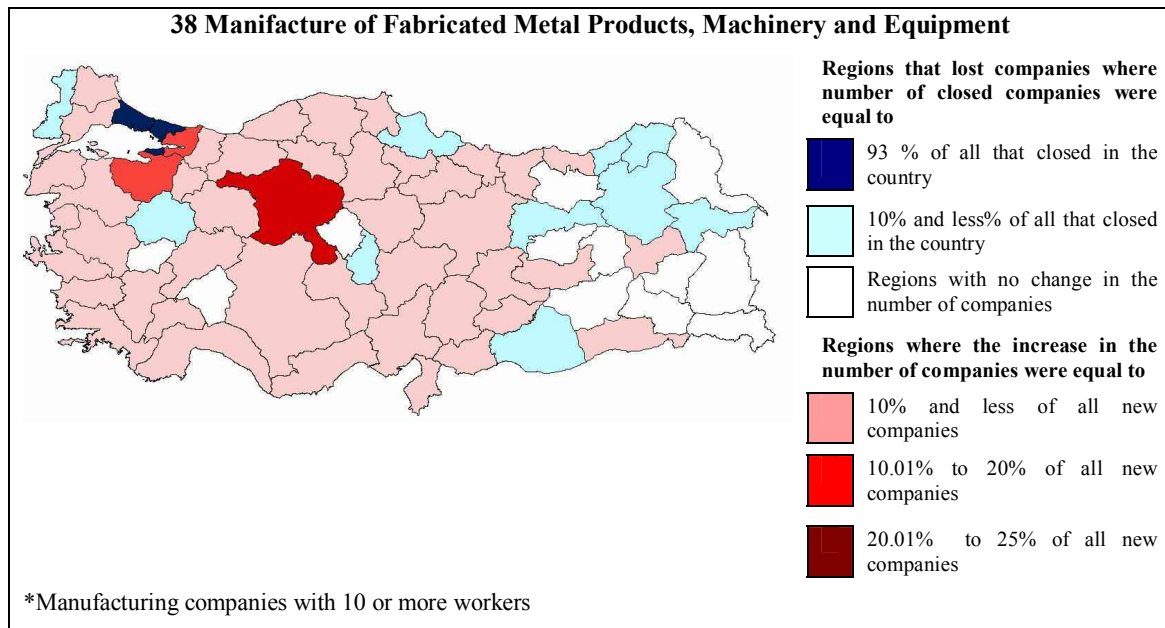 38 Manifacture of Fabricated Metal Products, Machinery and Equipment
Regions that lost companies where
number of closed companies were
equal to
93 % of all that closed in the
country
10% and less% of all that closed
in the country
Regions with no change in the
number of companies
Regions where the increase in the
number of companies were equal to
10% and less of all new
companies
10.01% to 20% of all new
companies
20.01% to 25% of all new
companies
*Manufacturing companies with 10 or more workers